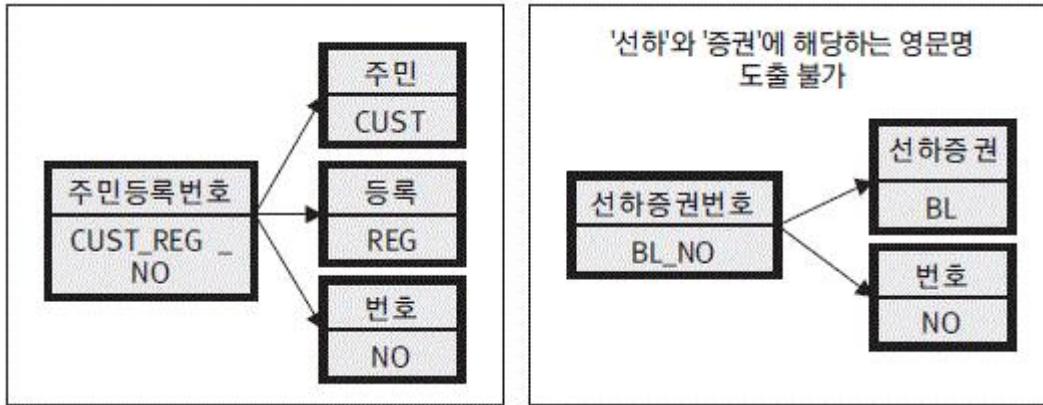 주민등록번호
CUST_REG _
NO
주민
CUST
등록
REG
번호
NO
'선하'와 '증권'에 해당하는 영문명
도출 불가
선하증권번호
BL_NO
선하증권
BL
번호
NO